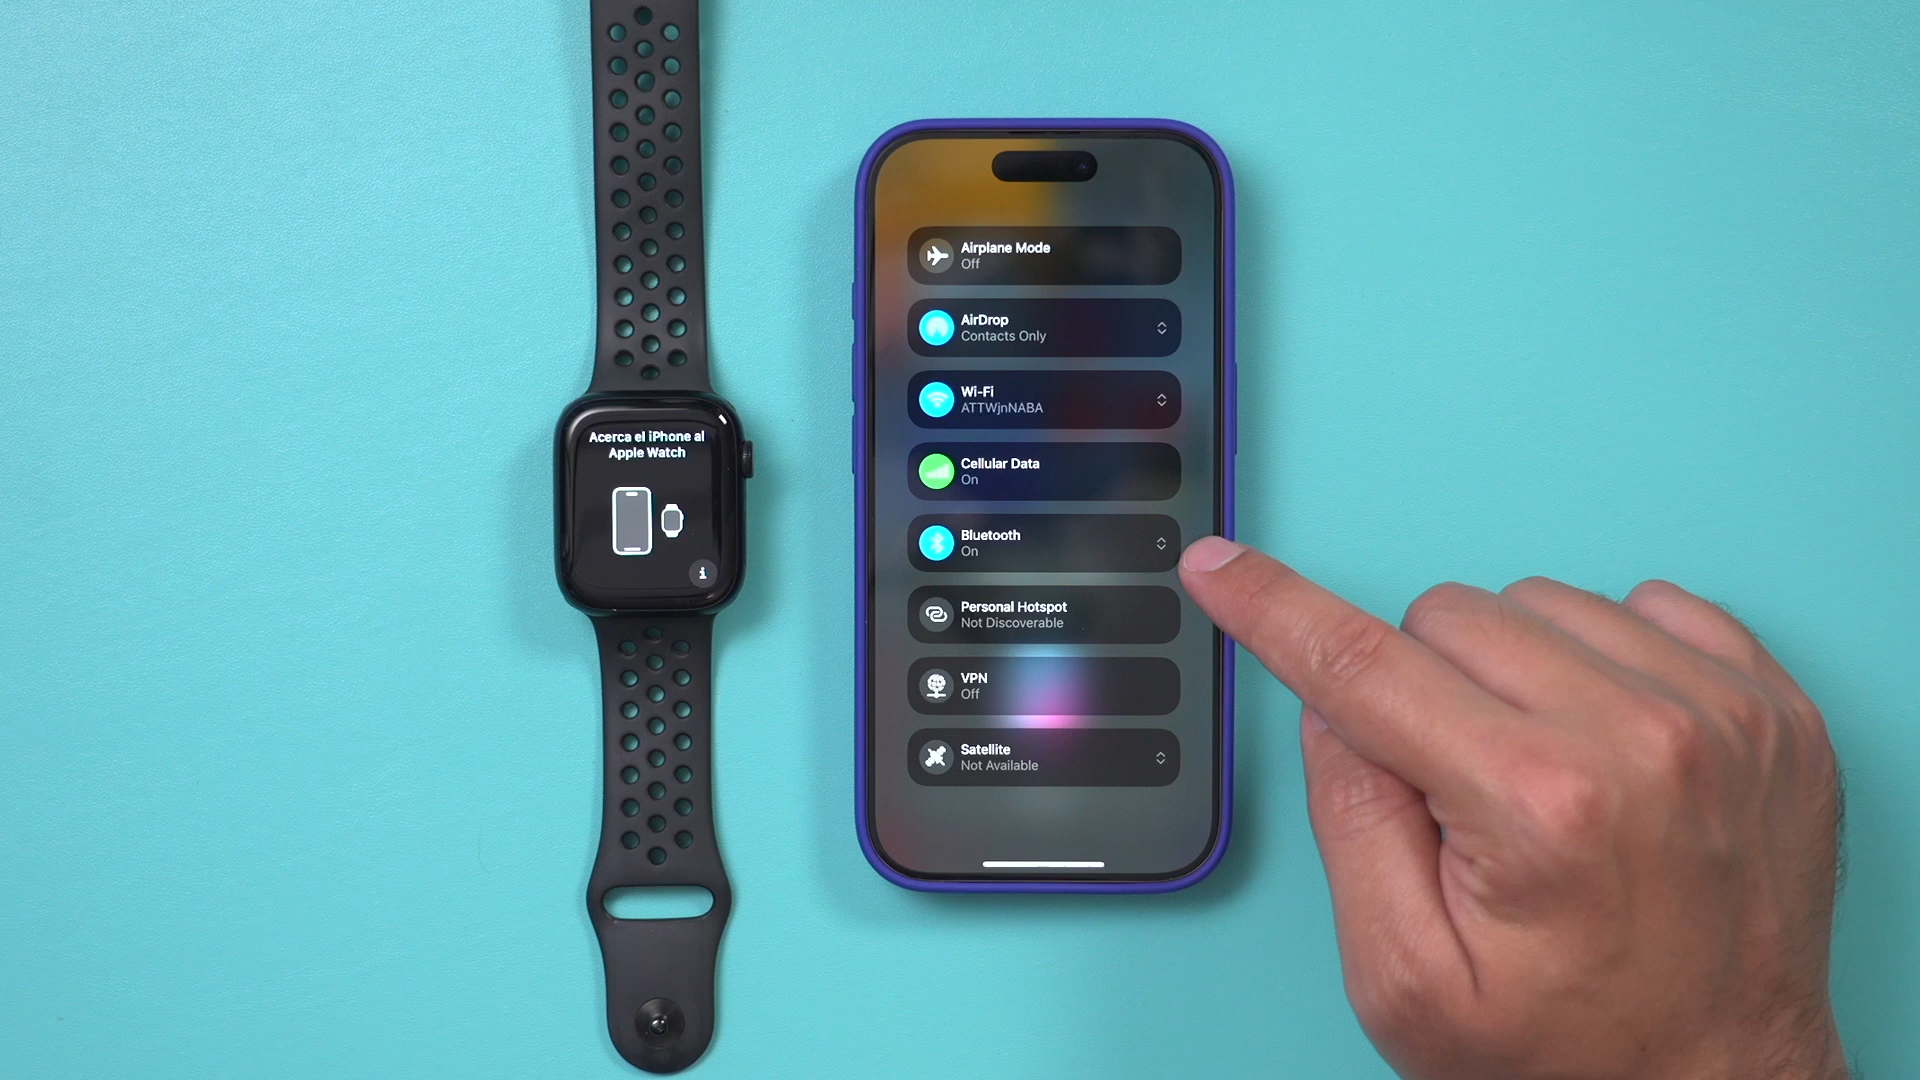 Acerca el iPhone al
Apple Watch
i
Airplane Mode
Off
AirDrop
Contacts Only
Wi-Fi
ATTWjnNABA
Cellular Data
On
Bluetooth
On
Personal Hotspot
Not Discoverable
VPN
Off
Satellite
Not Available